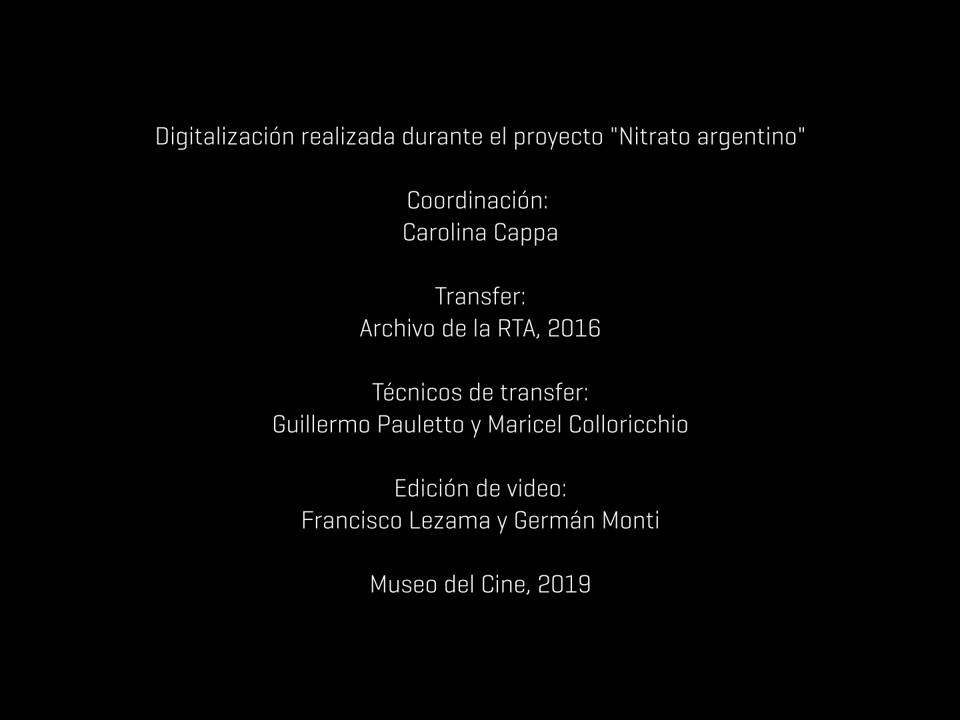 Digitalización realizada durante el proyecto "Nitrato argentino"
Coordinación:
Carolina Cappa
Transfer:
Archivo de la RTA, 2016
Técnicos de transfer:
Guillermo Pauletto y Maricel Colloricchio
Edición de video:
Francisco Lezama y Germán Monti
Museo del Cine, 2019